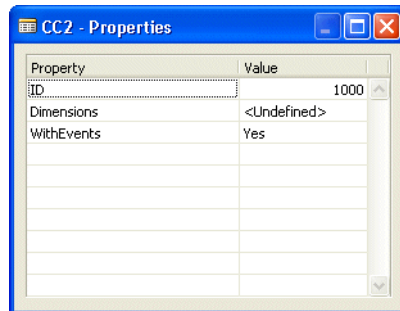 CC2 - Properties
Property Value
ID 1000
Dimensions <Undefined>
WithEvents Yes